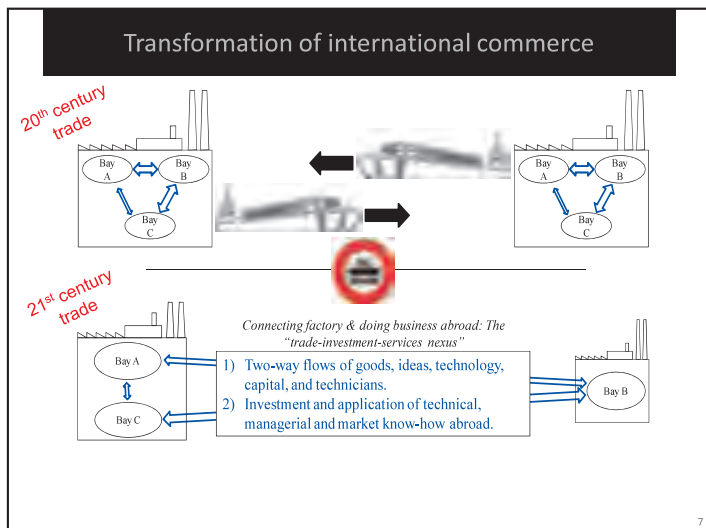 Transformation of international commerce
20th century
trade
Bay
A
Bay
B
Bay
C
Bay
A
Bay
B
Bay
C
21st century
trade
Connecting factory & doing business abroad: The
“trade-investment-services nexus”
Bay A
Bay C
1) Two-way flows of goods, ideas, technology,
capital, and technicians.
2) Investment and application of technical,
managerial and market know-how abroad.
Bay B
7